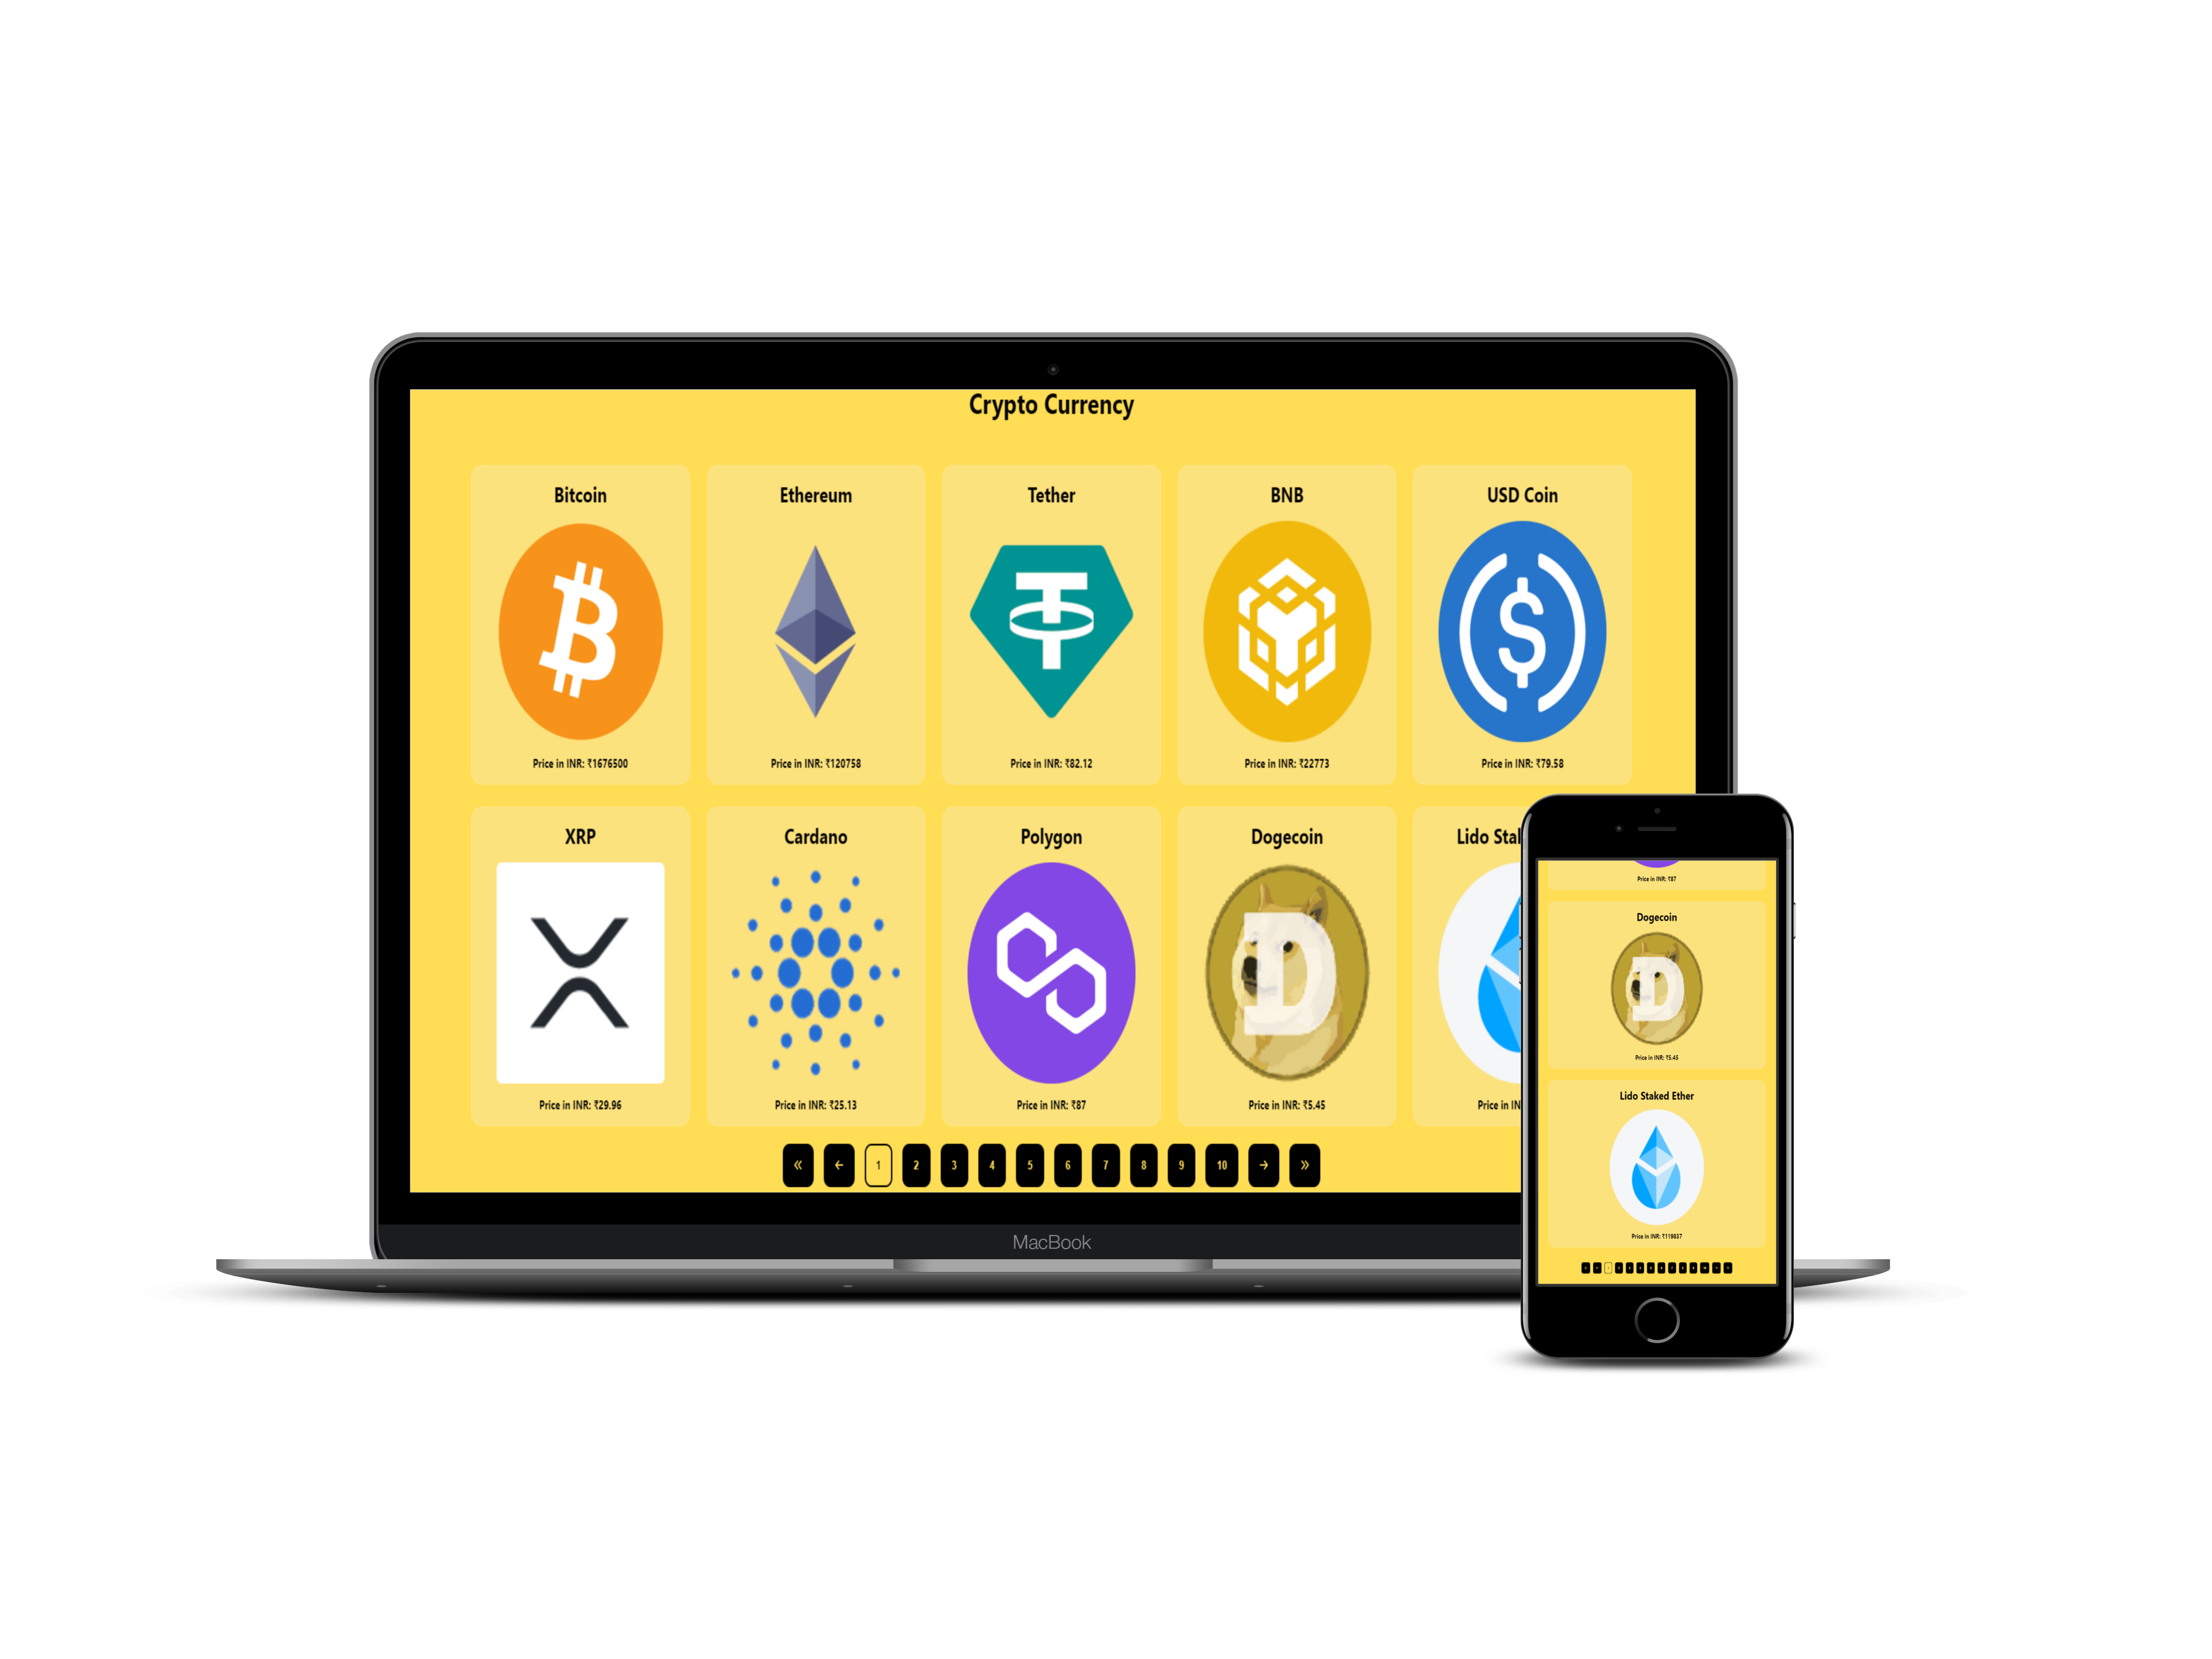 Crypto Currency
Bitcoin
Price in INR: ₹1676500
Ethereum
Price in INR: ₹120758
Tether
Price in INR: ₹82.12
BNB
Price in INR: ₹22773
USD Coin
Price in INR: ₹79.58
XRP
Price in INR: ₹29.96
Cardano
Price in INR: ₹25.13
Polygon
Price in INR: ₹87
Dogecoin
Price in INR: ₹5.45
Lido Stal
Price in IN
« ← 1 2 3 4 5 6 7 8 9 10 → »
MacBook
Price in INR: ₹87
Dogecoin
Price in INR: ₹5.45
Lido Staked Ether
Price in INR: ₹119837